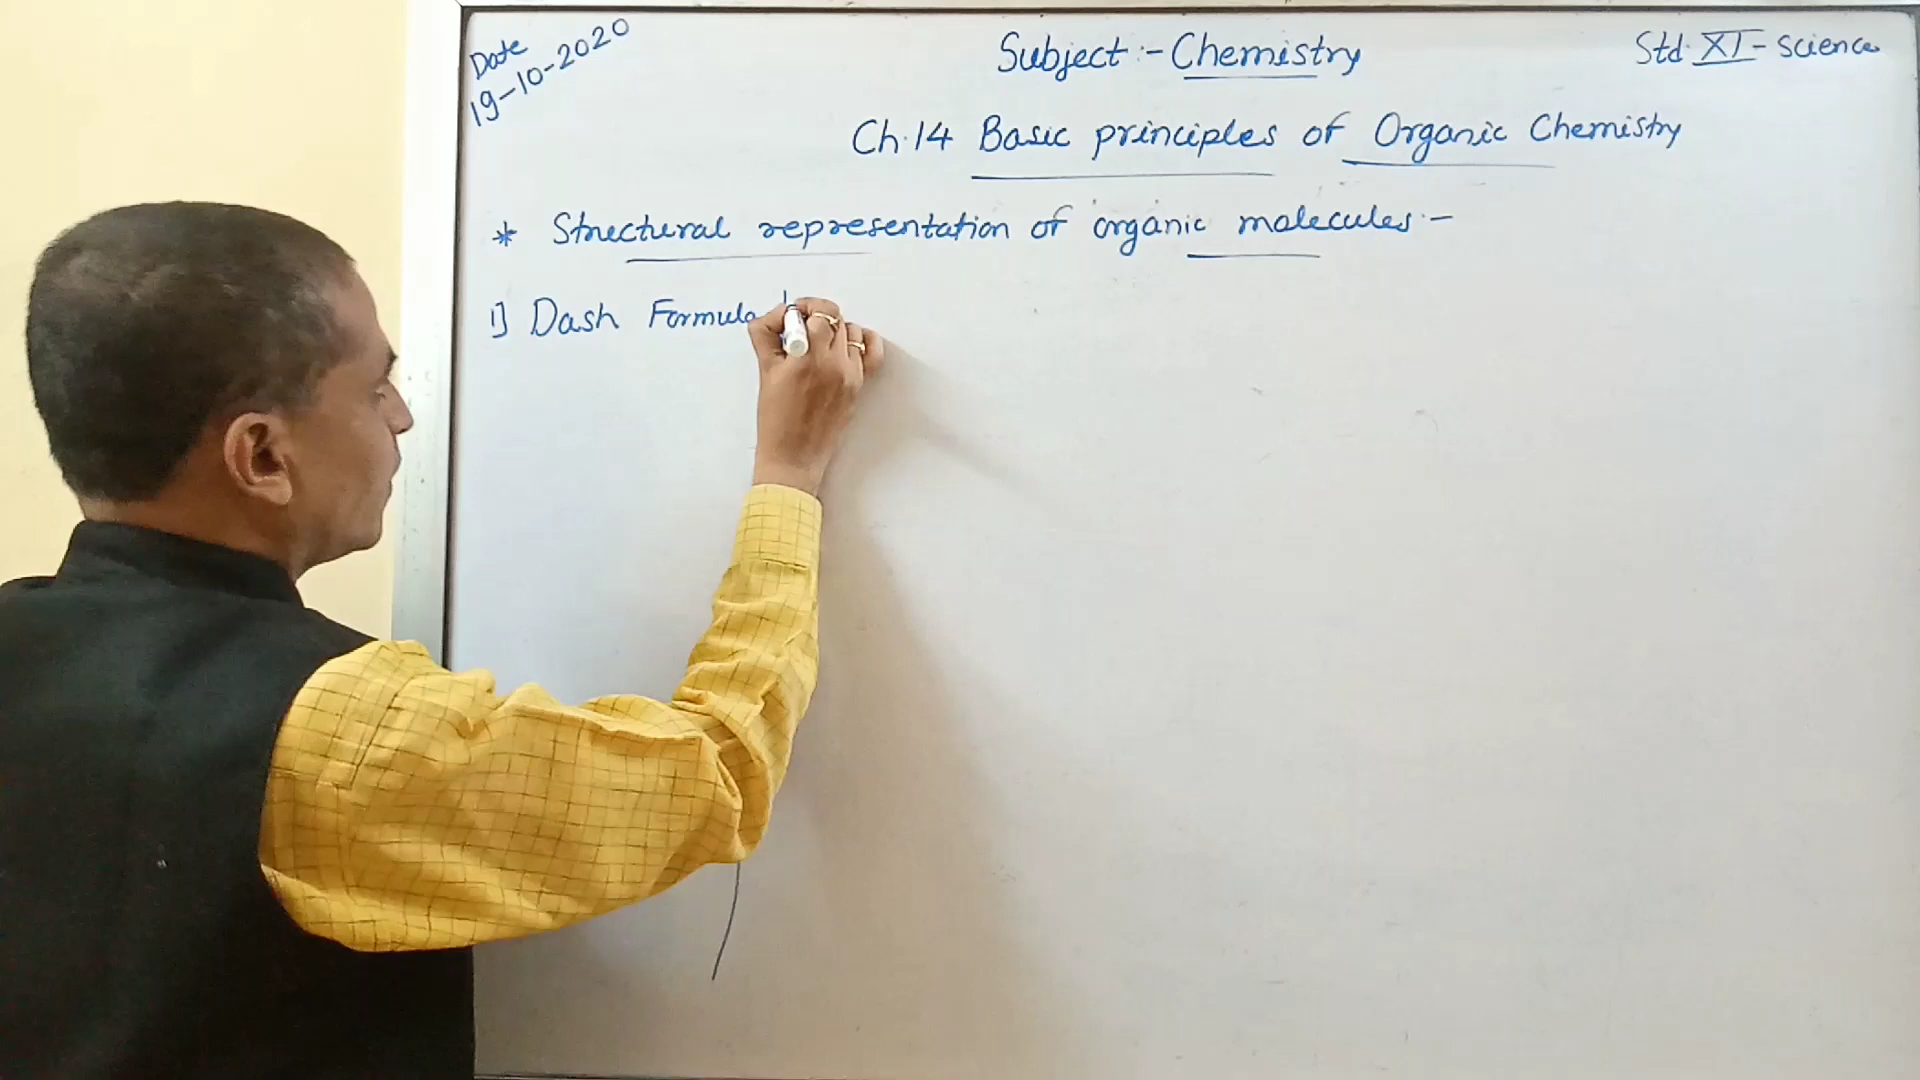 Date
19-10-2020
Subject :- Chemistry
Std. XI - science
Ch. 14 Basic principles of Organic Chemistry
* Structural representation of organic molecules :-
1] Dash Formula